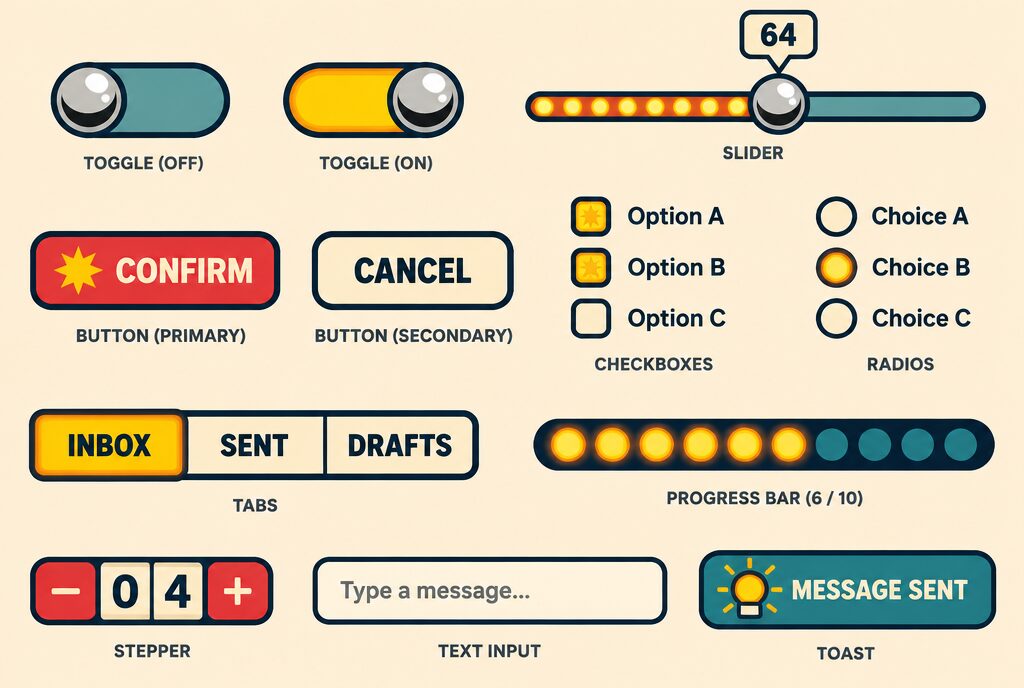 64
TOGGLE (OFF)
TOGGLE (ON)
SLIDER
CONFIRM
CANCEL
BUTTON (PRIMARY)
BUTTON (SECONDARY)
Option A
Option B
Option C
CHECKBOXES
Choice A
Choice B
Choice C
RADIOS
INBOX
SENT
DRAFTS
TABS
PROGRESS BAR (6 / 10)
− 0 4 +
STEPPER
Type a message...
TEXT INPUT
MESSAGE SENT
TOAST